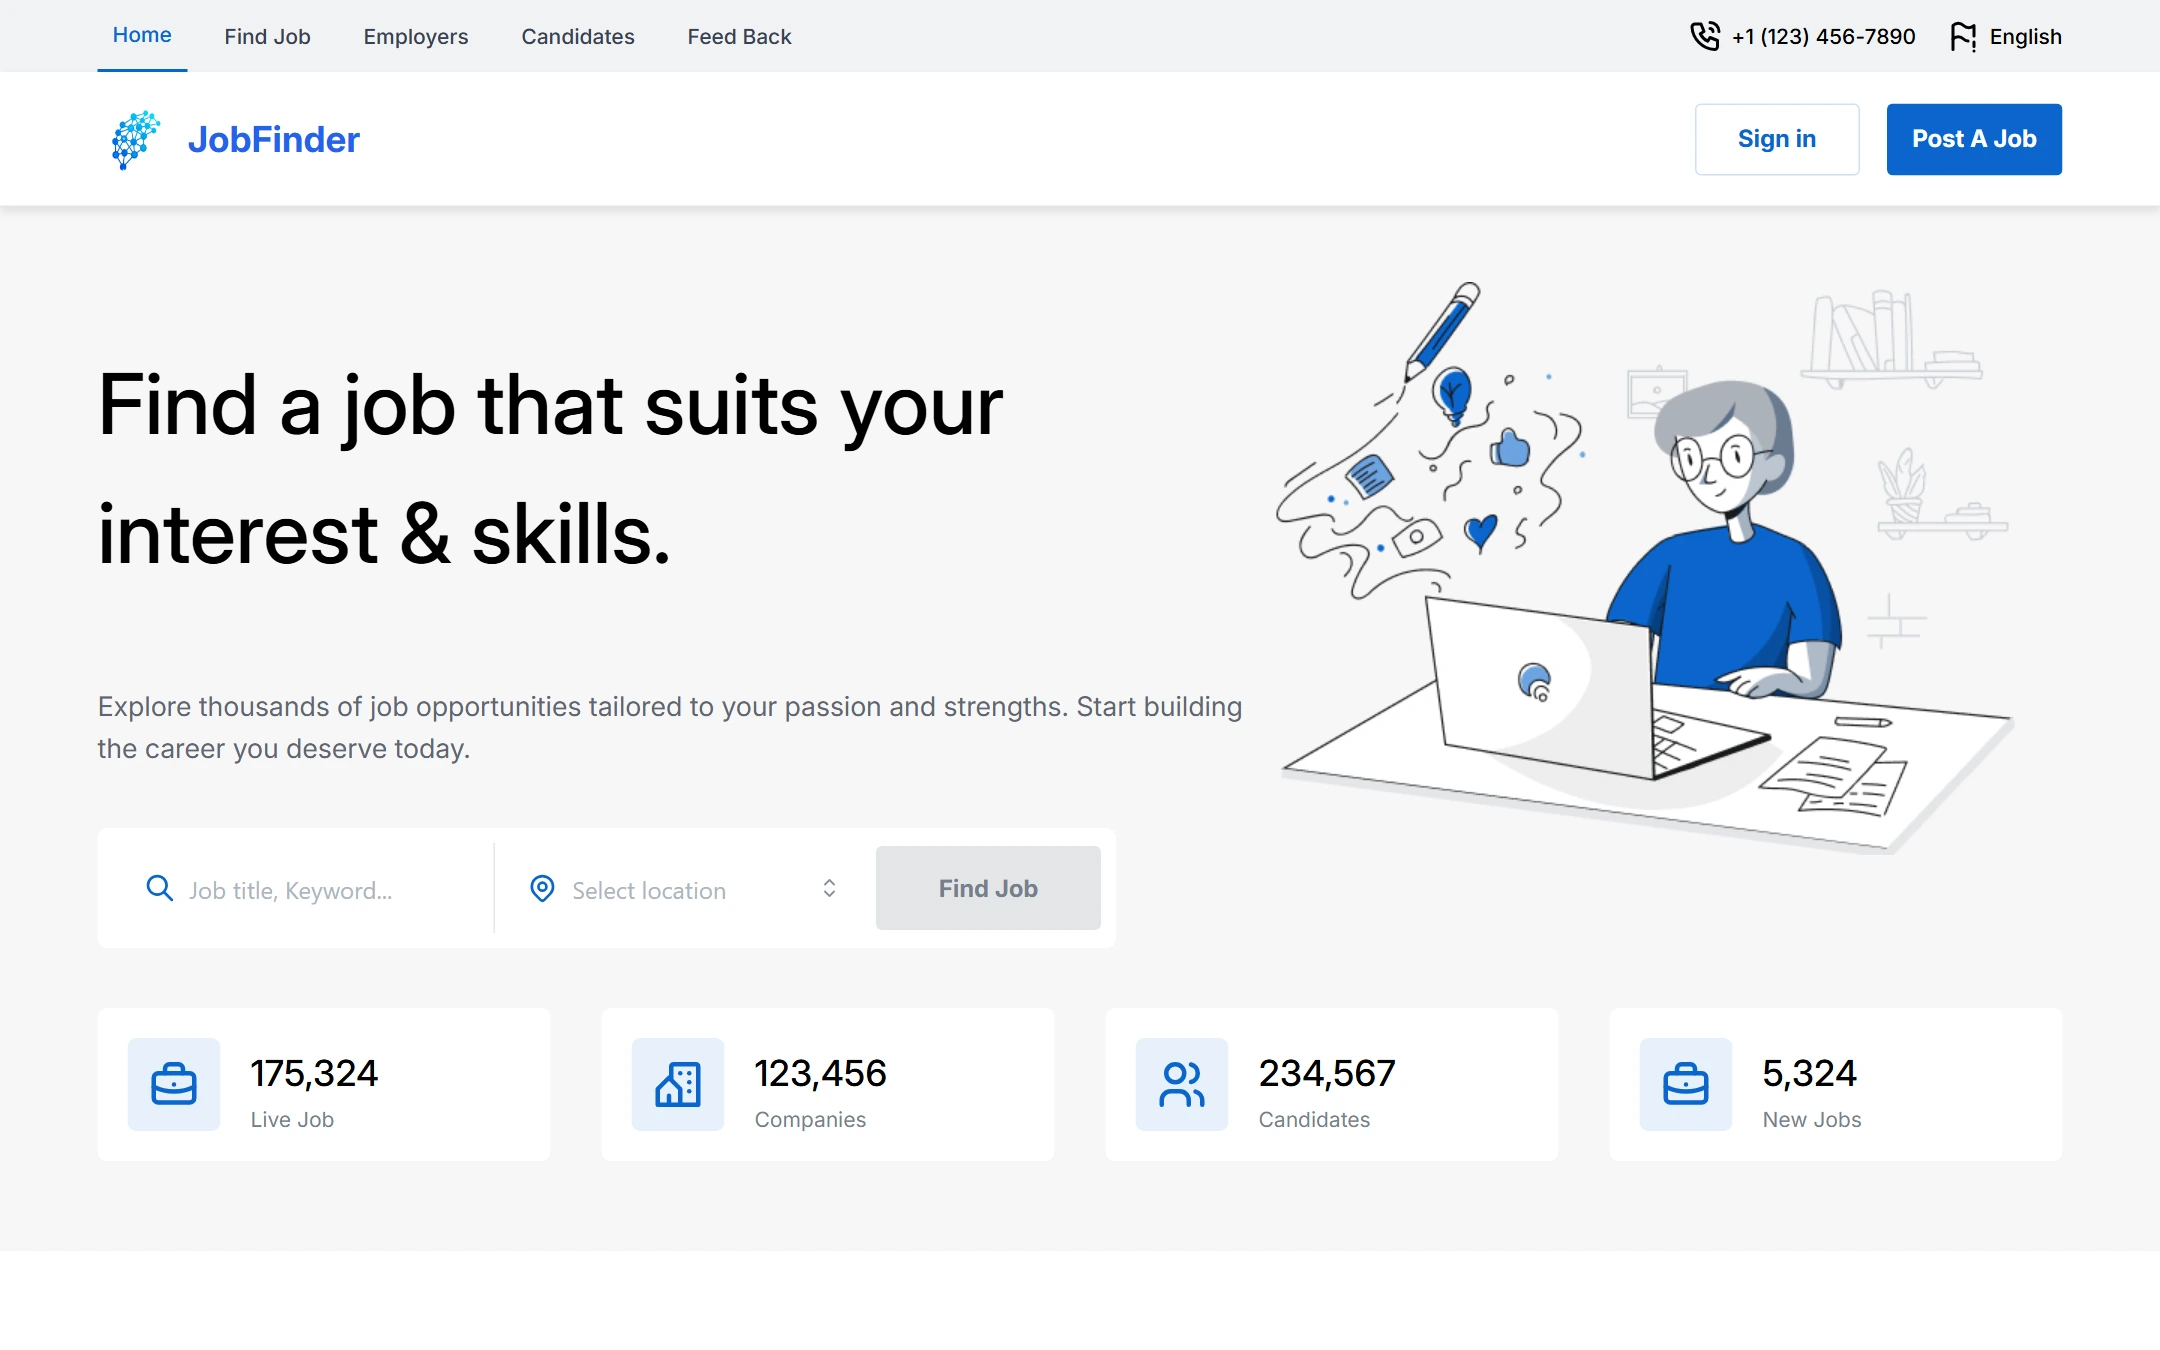 Home Find Job Employers Candidates Feed Back +1 (123) 456-7890 English
JobFinder Sign in Post A Job
Find a job that suits your
interest & skills.
Explore thousands of job opportunities tailored to your passion and strengths. Start building
the career you deserve today.
Job title, Keyword... Select location Find Job
175,324 123,456 234,567 5,324
Live Job Companies Candidates New Jobs